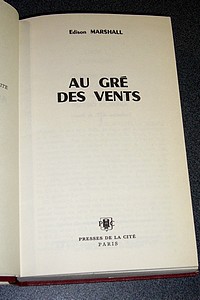 Edison MARSHALL
AU GRÉ
DES VENTS
PRESSES DE LA CITÉ
PARIS